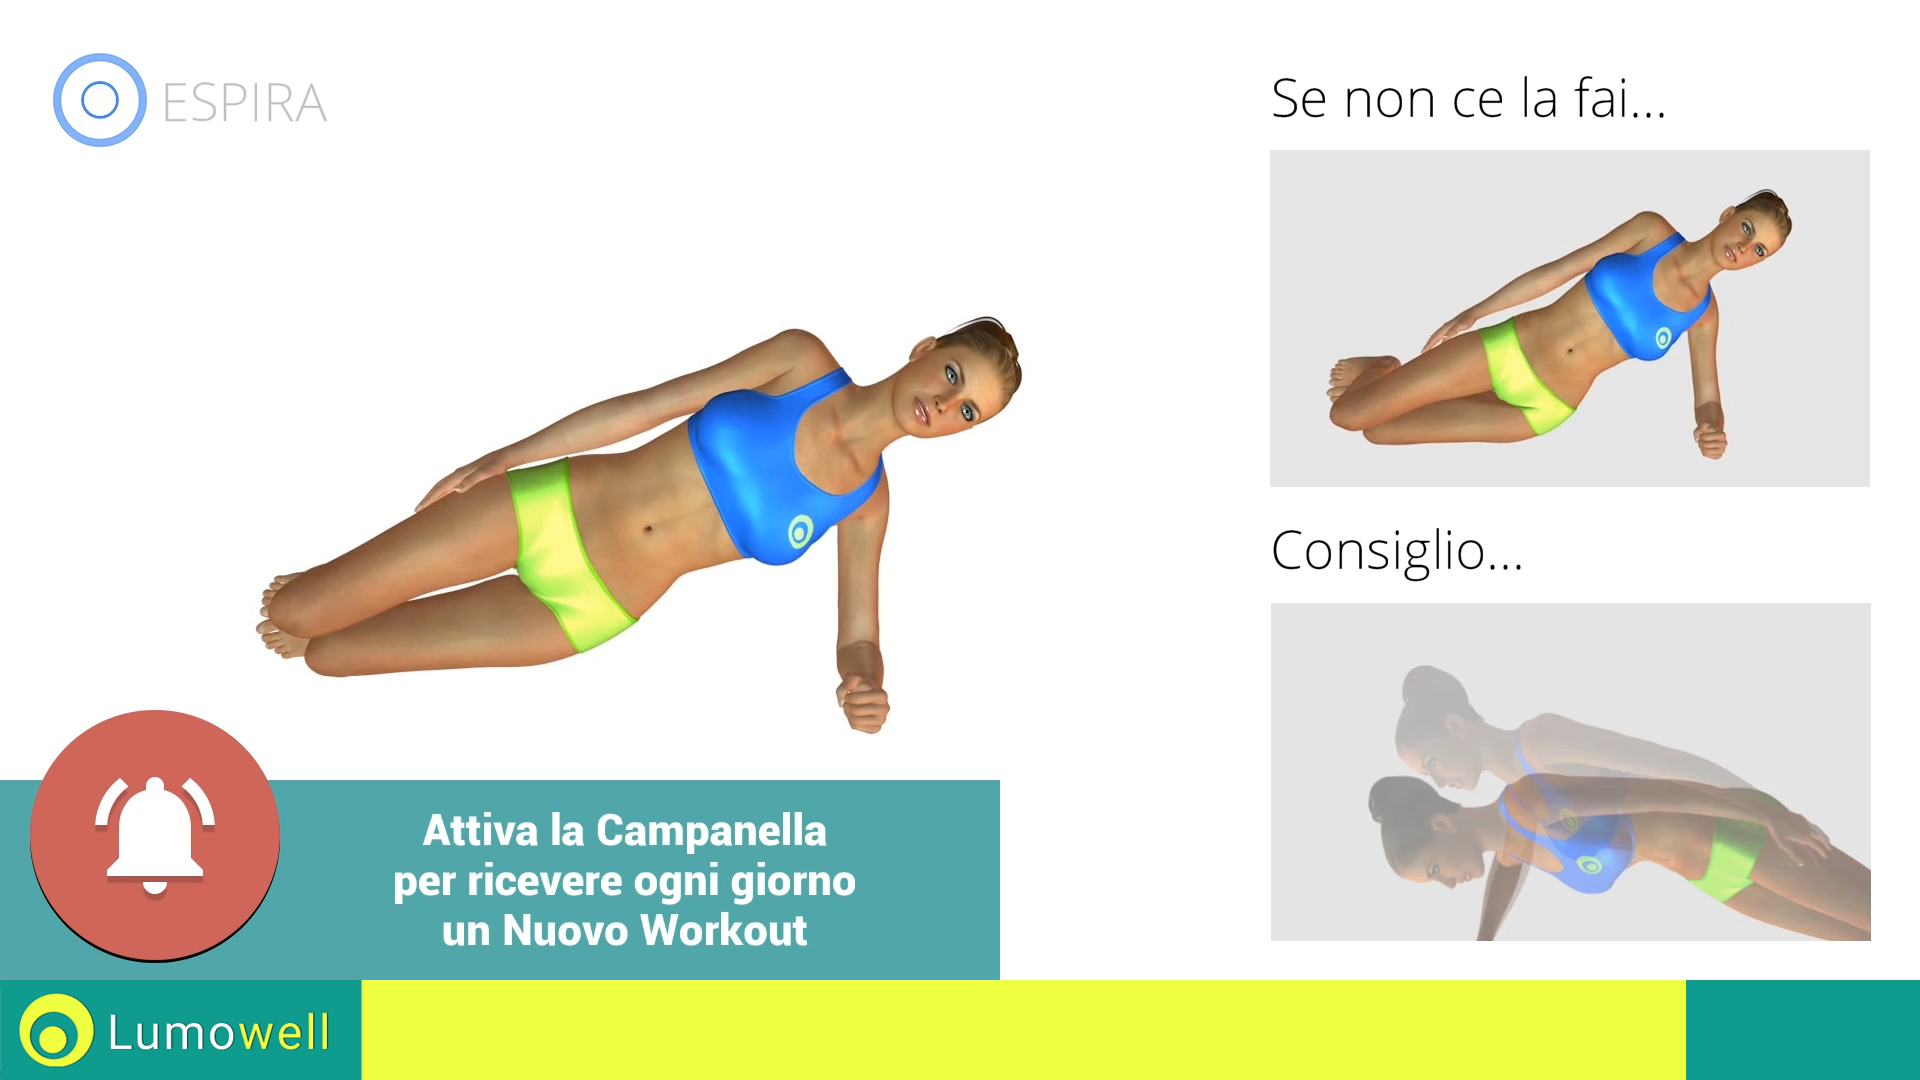 ESPIRA
Se non ce la fai...
Consiglio...
Attiva la Campanella
per ricevere ogni giorno
un Nuovo Workout
Lumowell